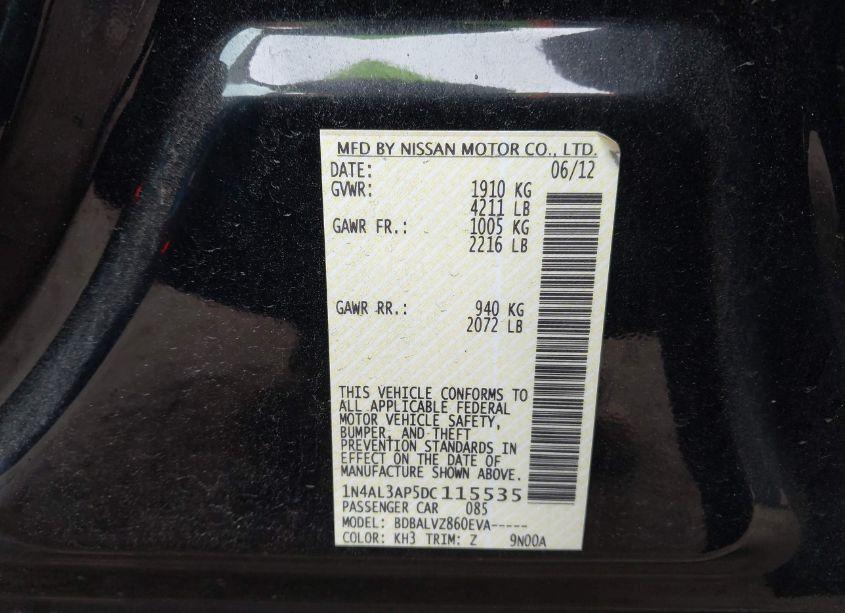 MFD BY NISSAN MOTOR CO., LTD.
DATE: 06/12
GVWR: 1910 KG
4211 LB
GAWR FR.: 1005 KG
2216 LB
GAWR RR.: 940 KG
2072 LB
THIS VEHICLE CONFORMS TO
ALL APPLICABLE FEDERAL
MOTOR VEHICLE SAFETY,
BUMPER, AND THEFT
PREVENTION STANDARDS IN
EFFECT ON THE DATE OF
MANUFACTURE SHOWN ABOVE.
1N4AL3AP5DC115535
PASSENGER CAR 085
MODEL: BDBALVZ860EVA-----
COLOR: KH3 TRIM: Z 9N00A